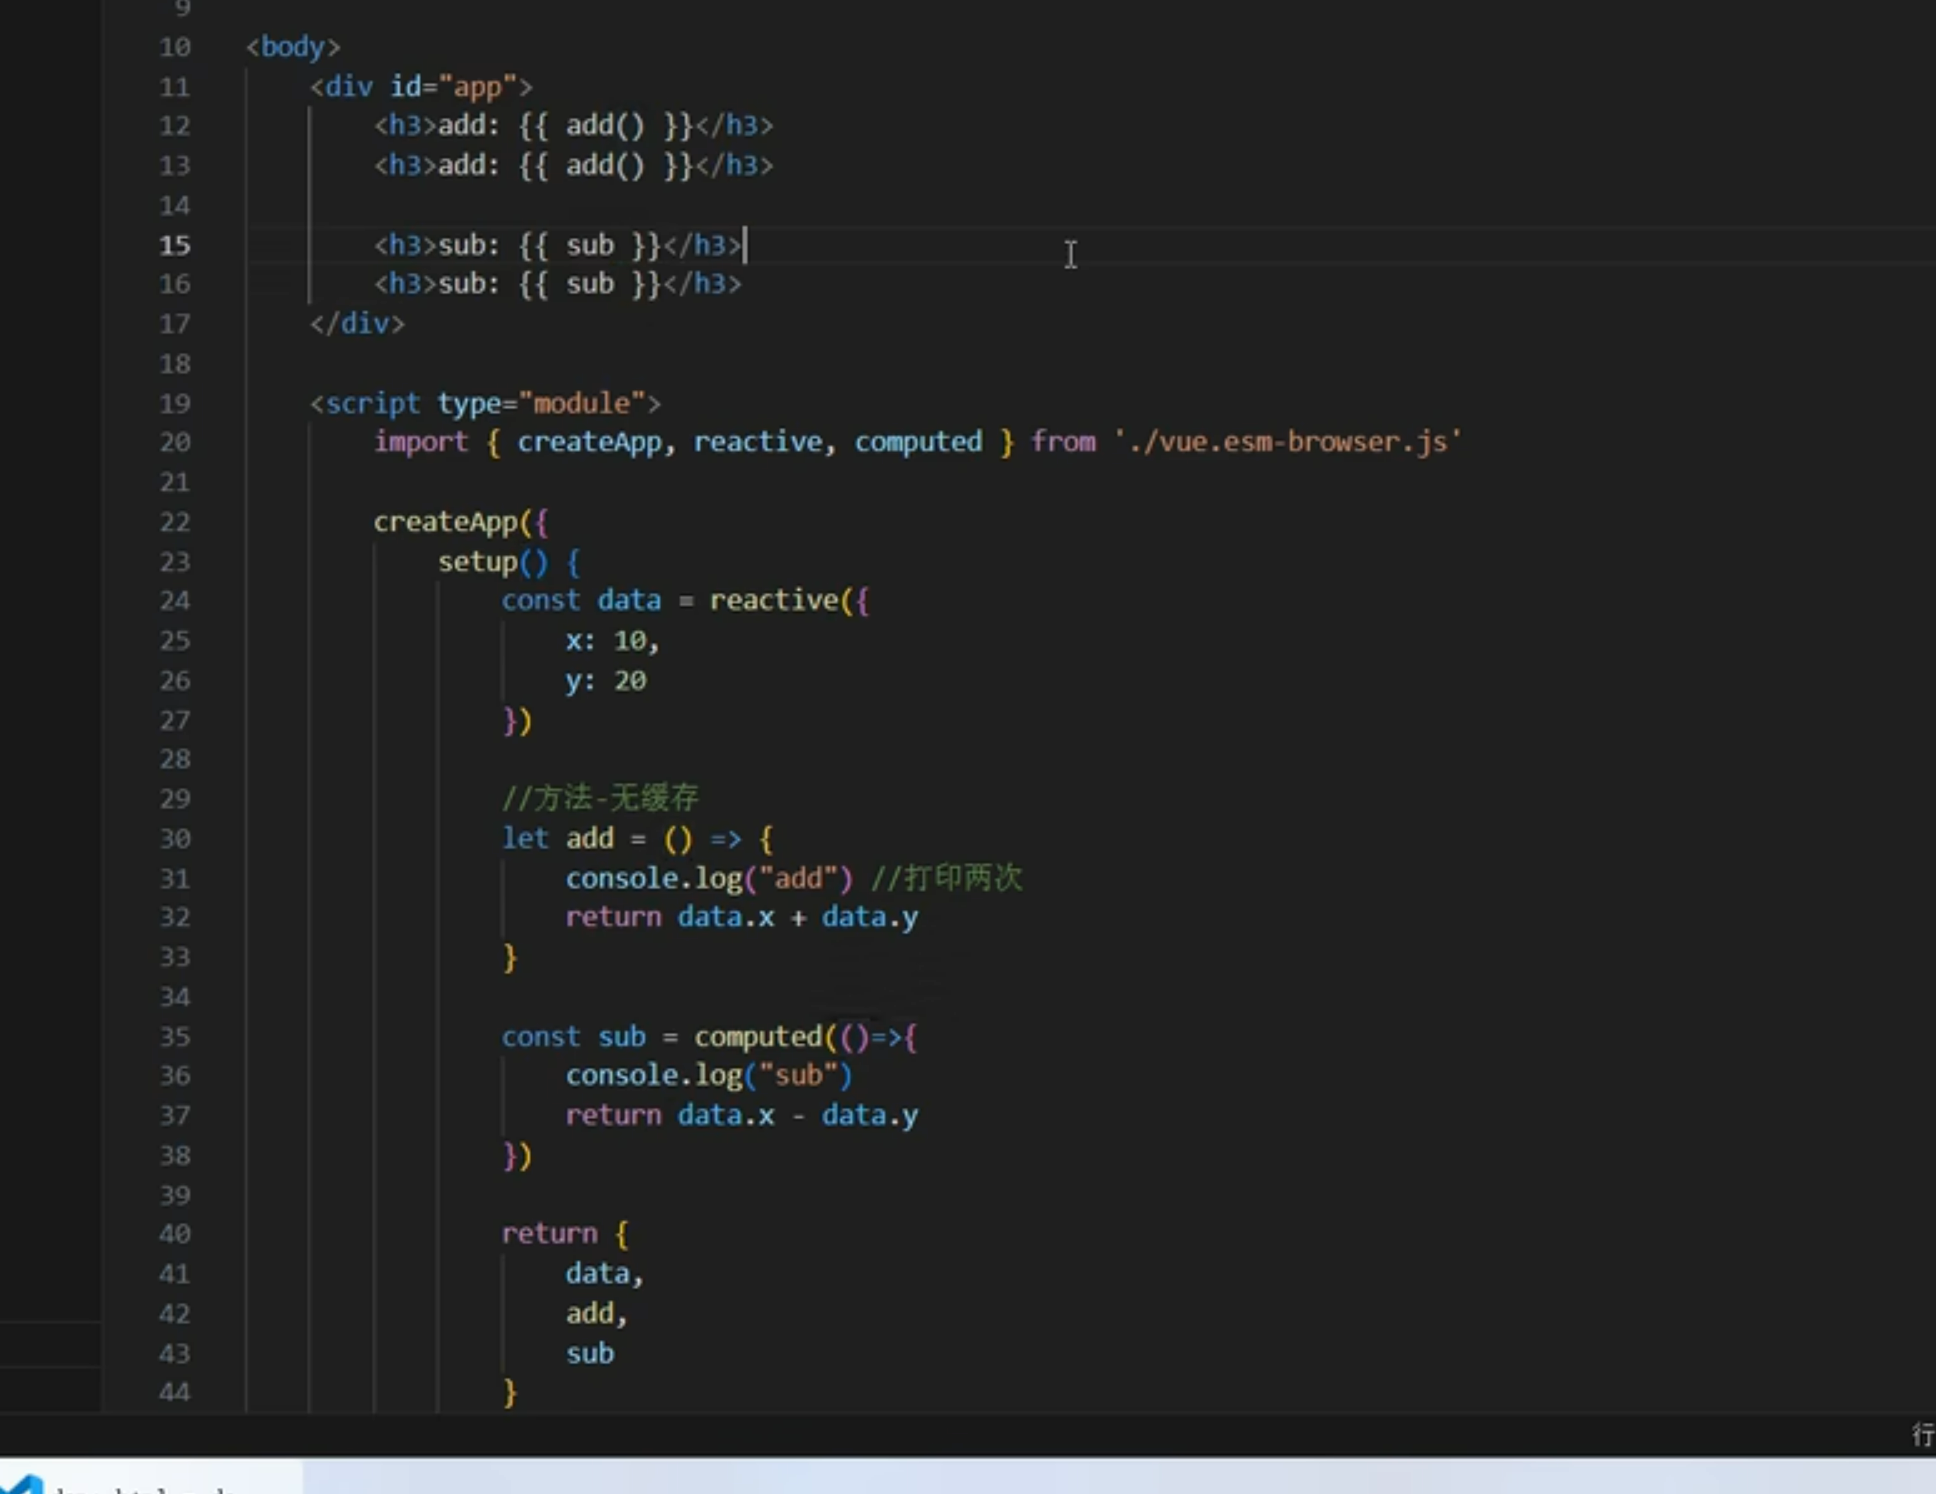 9
10 <body>
11     <div id="app">
12         <h3>add: {{ add() }}</h3>
13         <h3>add: {{ add() }}</h3>
14
15         <h3>sub: {{ sub }}</h3>
16         <h3>sub: {{ sub }}</h3>
17     </div>
18
19     <script type="module">
20         import { createApp, reactive, computed } from './vue.esm-browser.js'
21
22         createApp({
23             setup() {
24                 const data = reactive({
25                     x: 10,
26                     y: 20
27                 })
28
29                 //方法-无缓存
30                 let add = () => {
31                     console.log("add") //打印两次
32                     return data.x + data.y
33                 }
34
35                 const sub = computed(()=>{
36                     console.log("sub")
37                     return data.x - data.y
38                 })
39
40                 return {
41                     data,
42                     add,
43                     sub
44                 }
行